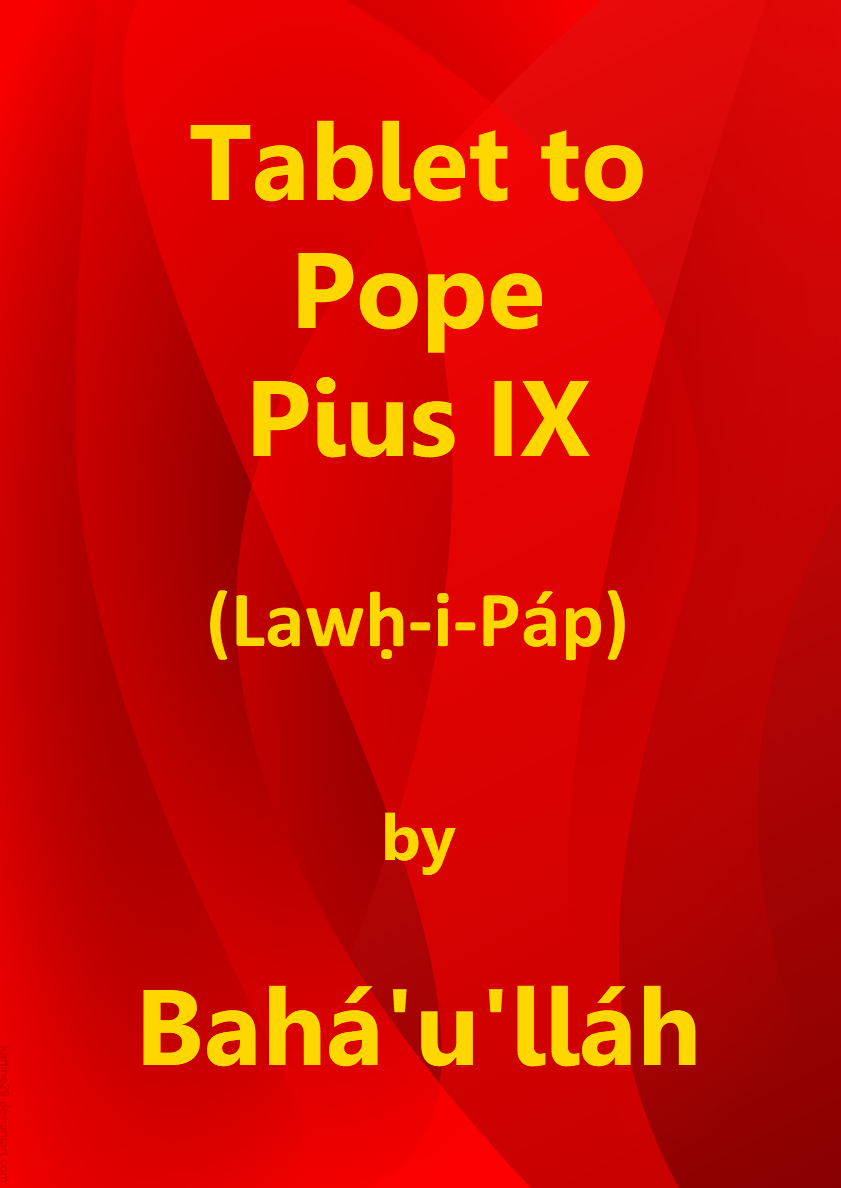 Tablet to
Pope
Pius IX
(Lawḥ-i-Páp)
by
Bahá'u'lláh